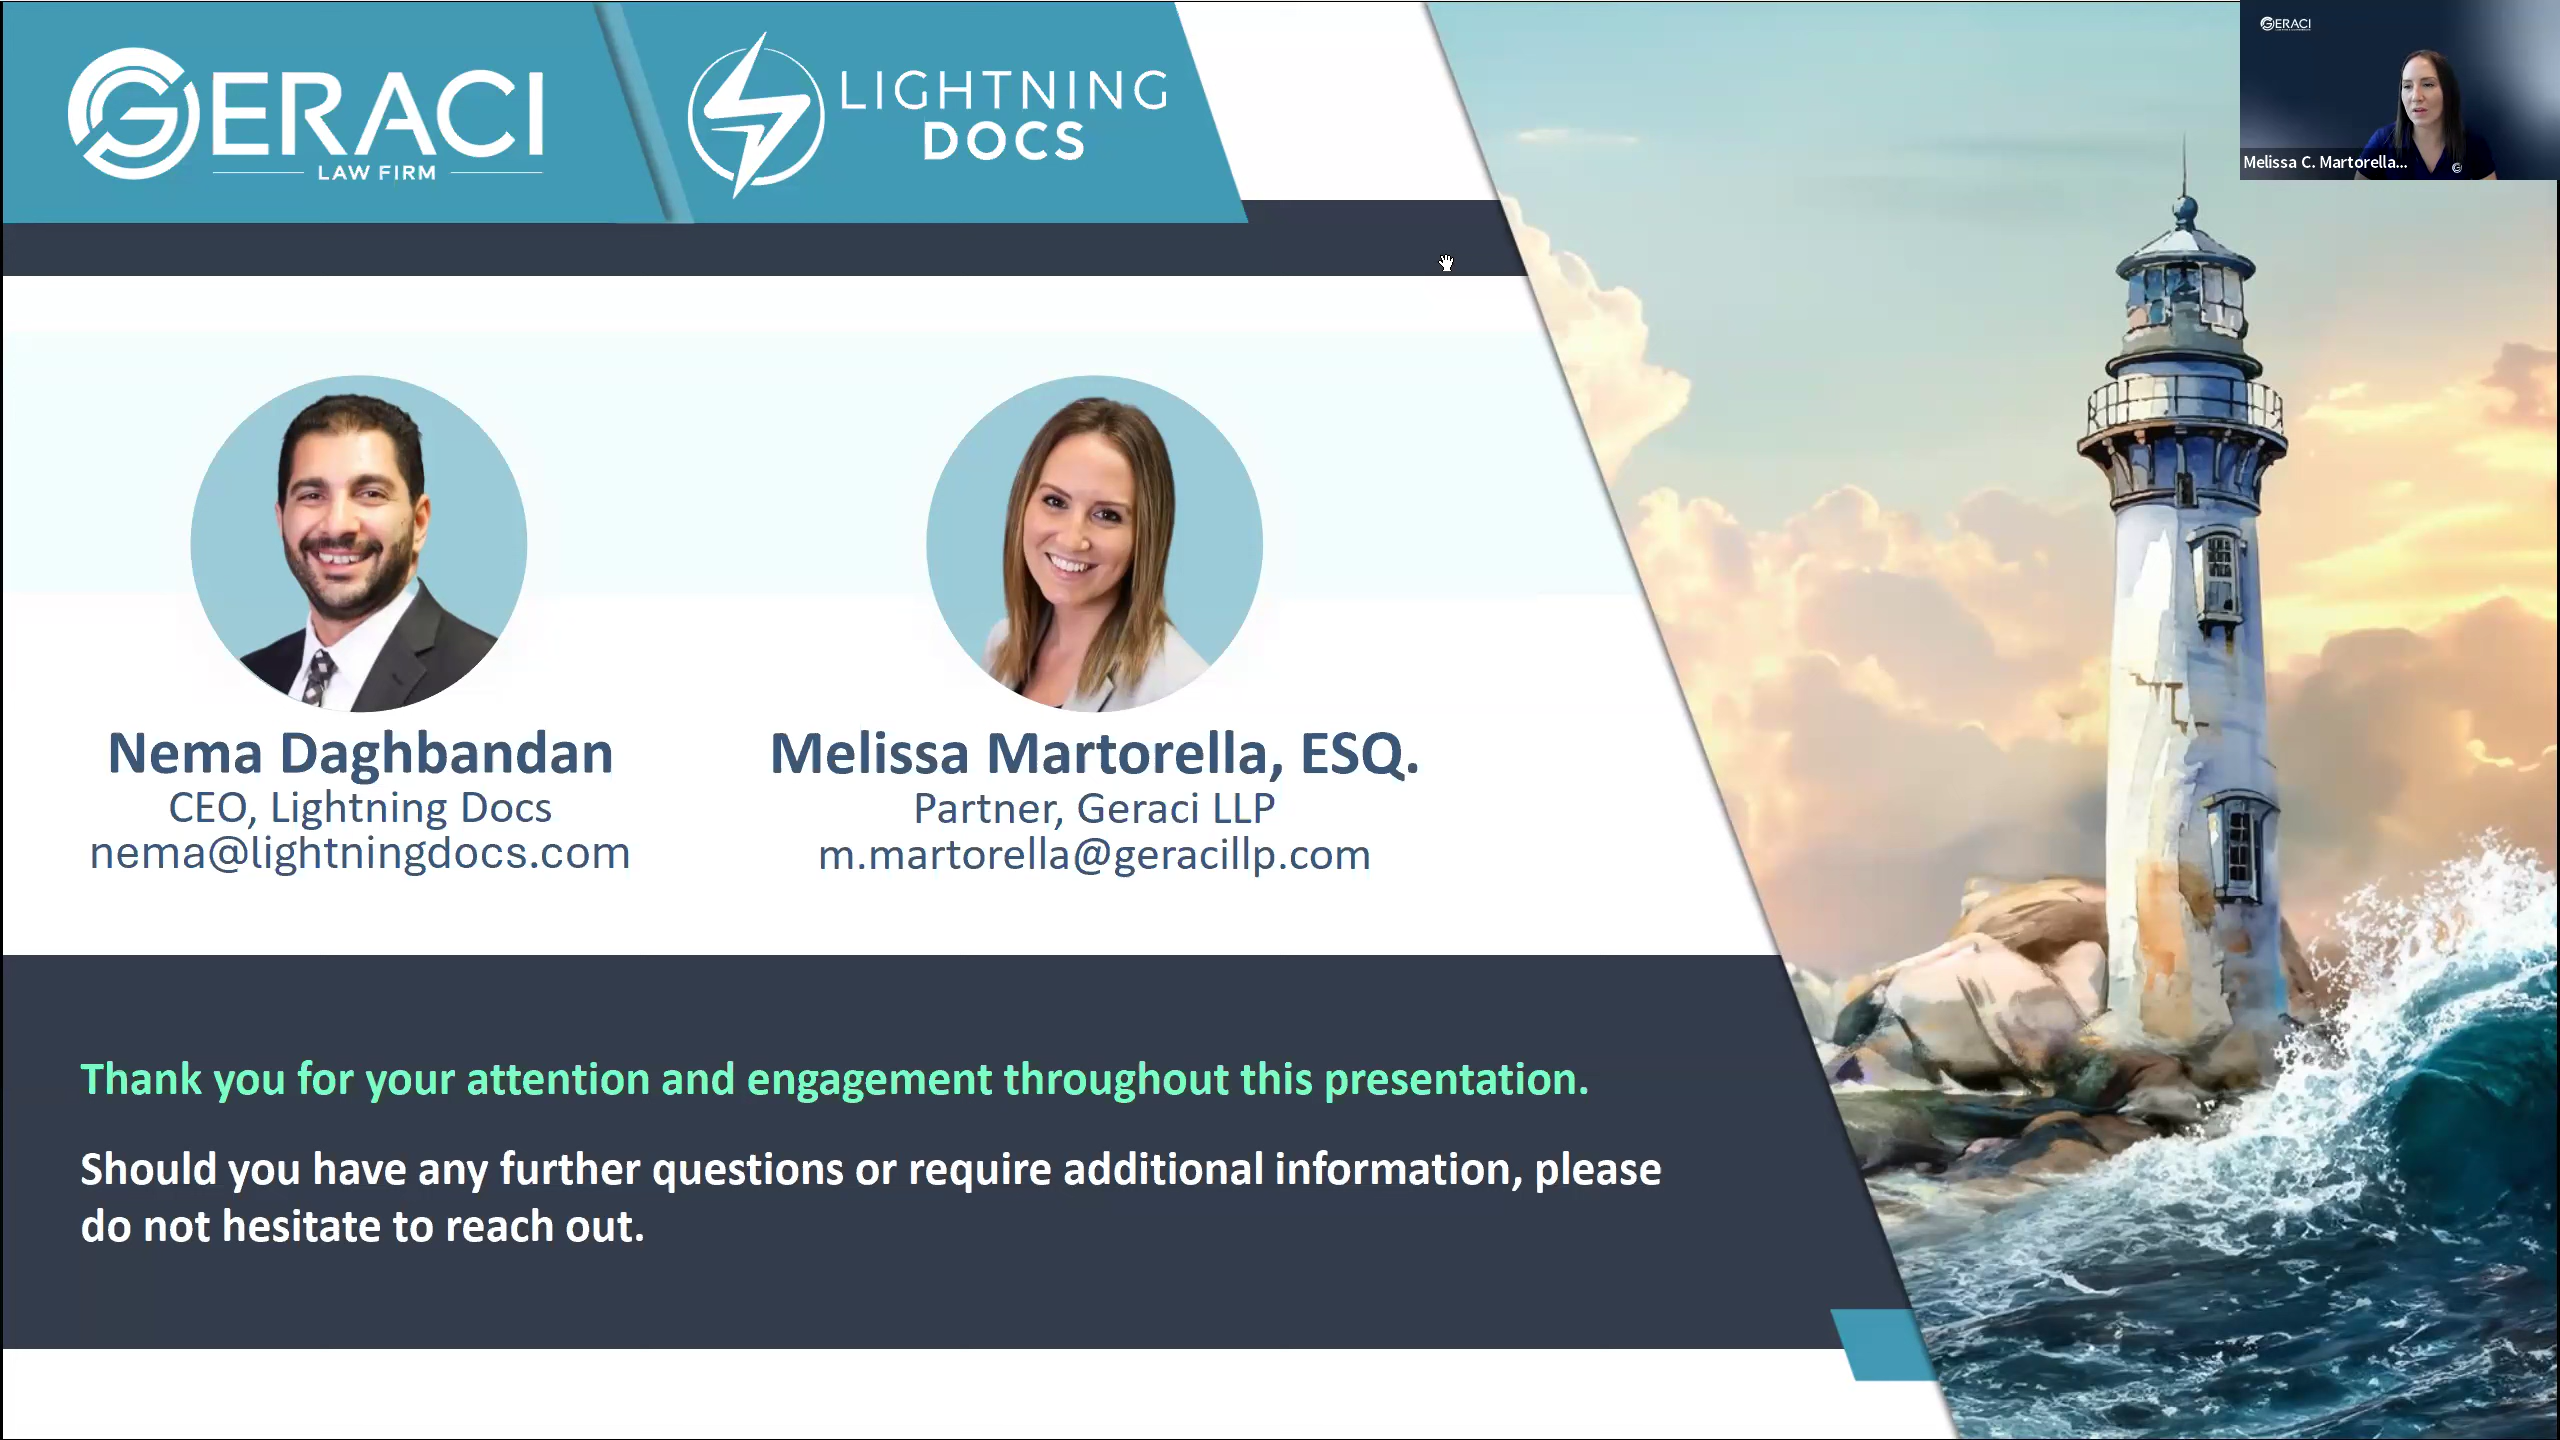 GERACI
LAW FIRM
LIGHTNING
DOCS
GERACI
Melissa C. Martorella...
Nema Daghbandan
CEO, Lightning Docs
nema@lightningdocs.com
Melissa Martorella, ESQ.
Partner, Geraci LLP
m.martorella@geracillp.com
Thank you for your attention and engagement throughout this presentation.
Should you have any further questions or require additional information, please
do not hesitate to reach out.